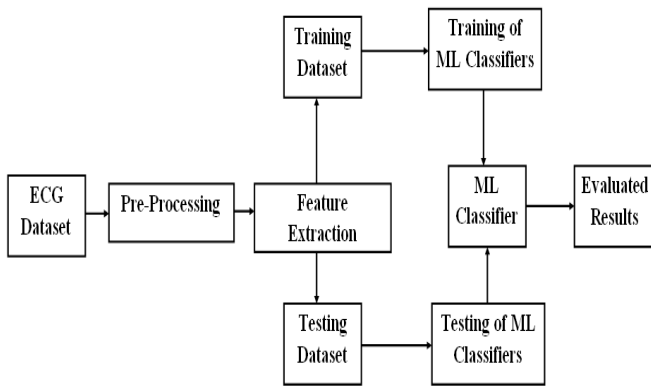 Training
Dataset
Training of
ML Classifiers
ECG
Dataset
Pre-Processing
Feature
Extraction
ML
Classifier
Evaluated
Results
Testing
Dataset
Testing of ML
Classifiers